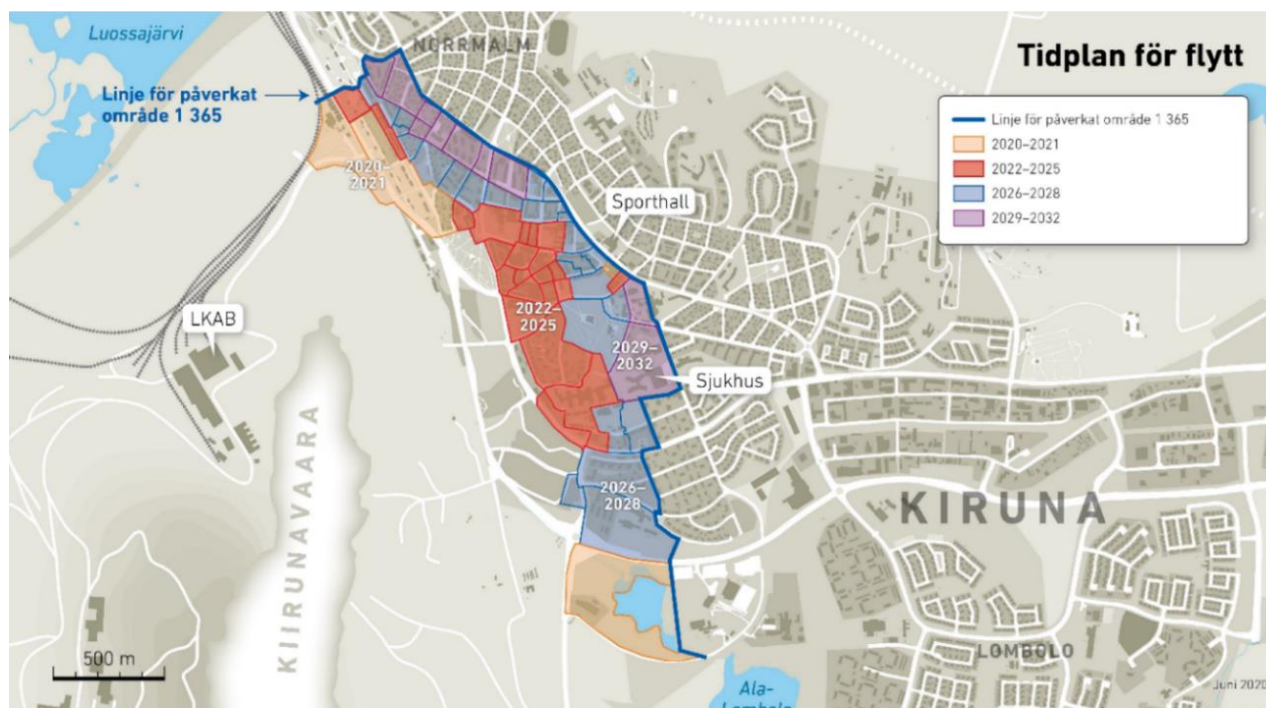 Luossajärvi
NORRMALM
Tidplan för flytt
Linje för påverkat
område 1 365
Linje för påverkat område 1 365
2020–2021
2022–2025
2026–2028
2029–2032
2020–
2021
Sporthall
LKAB
2022–
2025
2029–
2032
Sjukhus
KIIRUNAVAARA
2026–
2028
KIRUNA
500 m
LOMBOLO
Juni 2020
Ala-
Lombolo